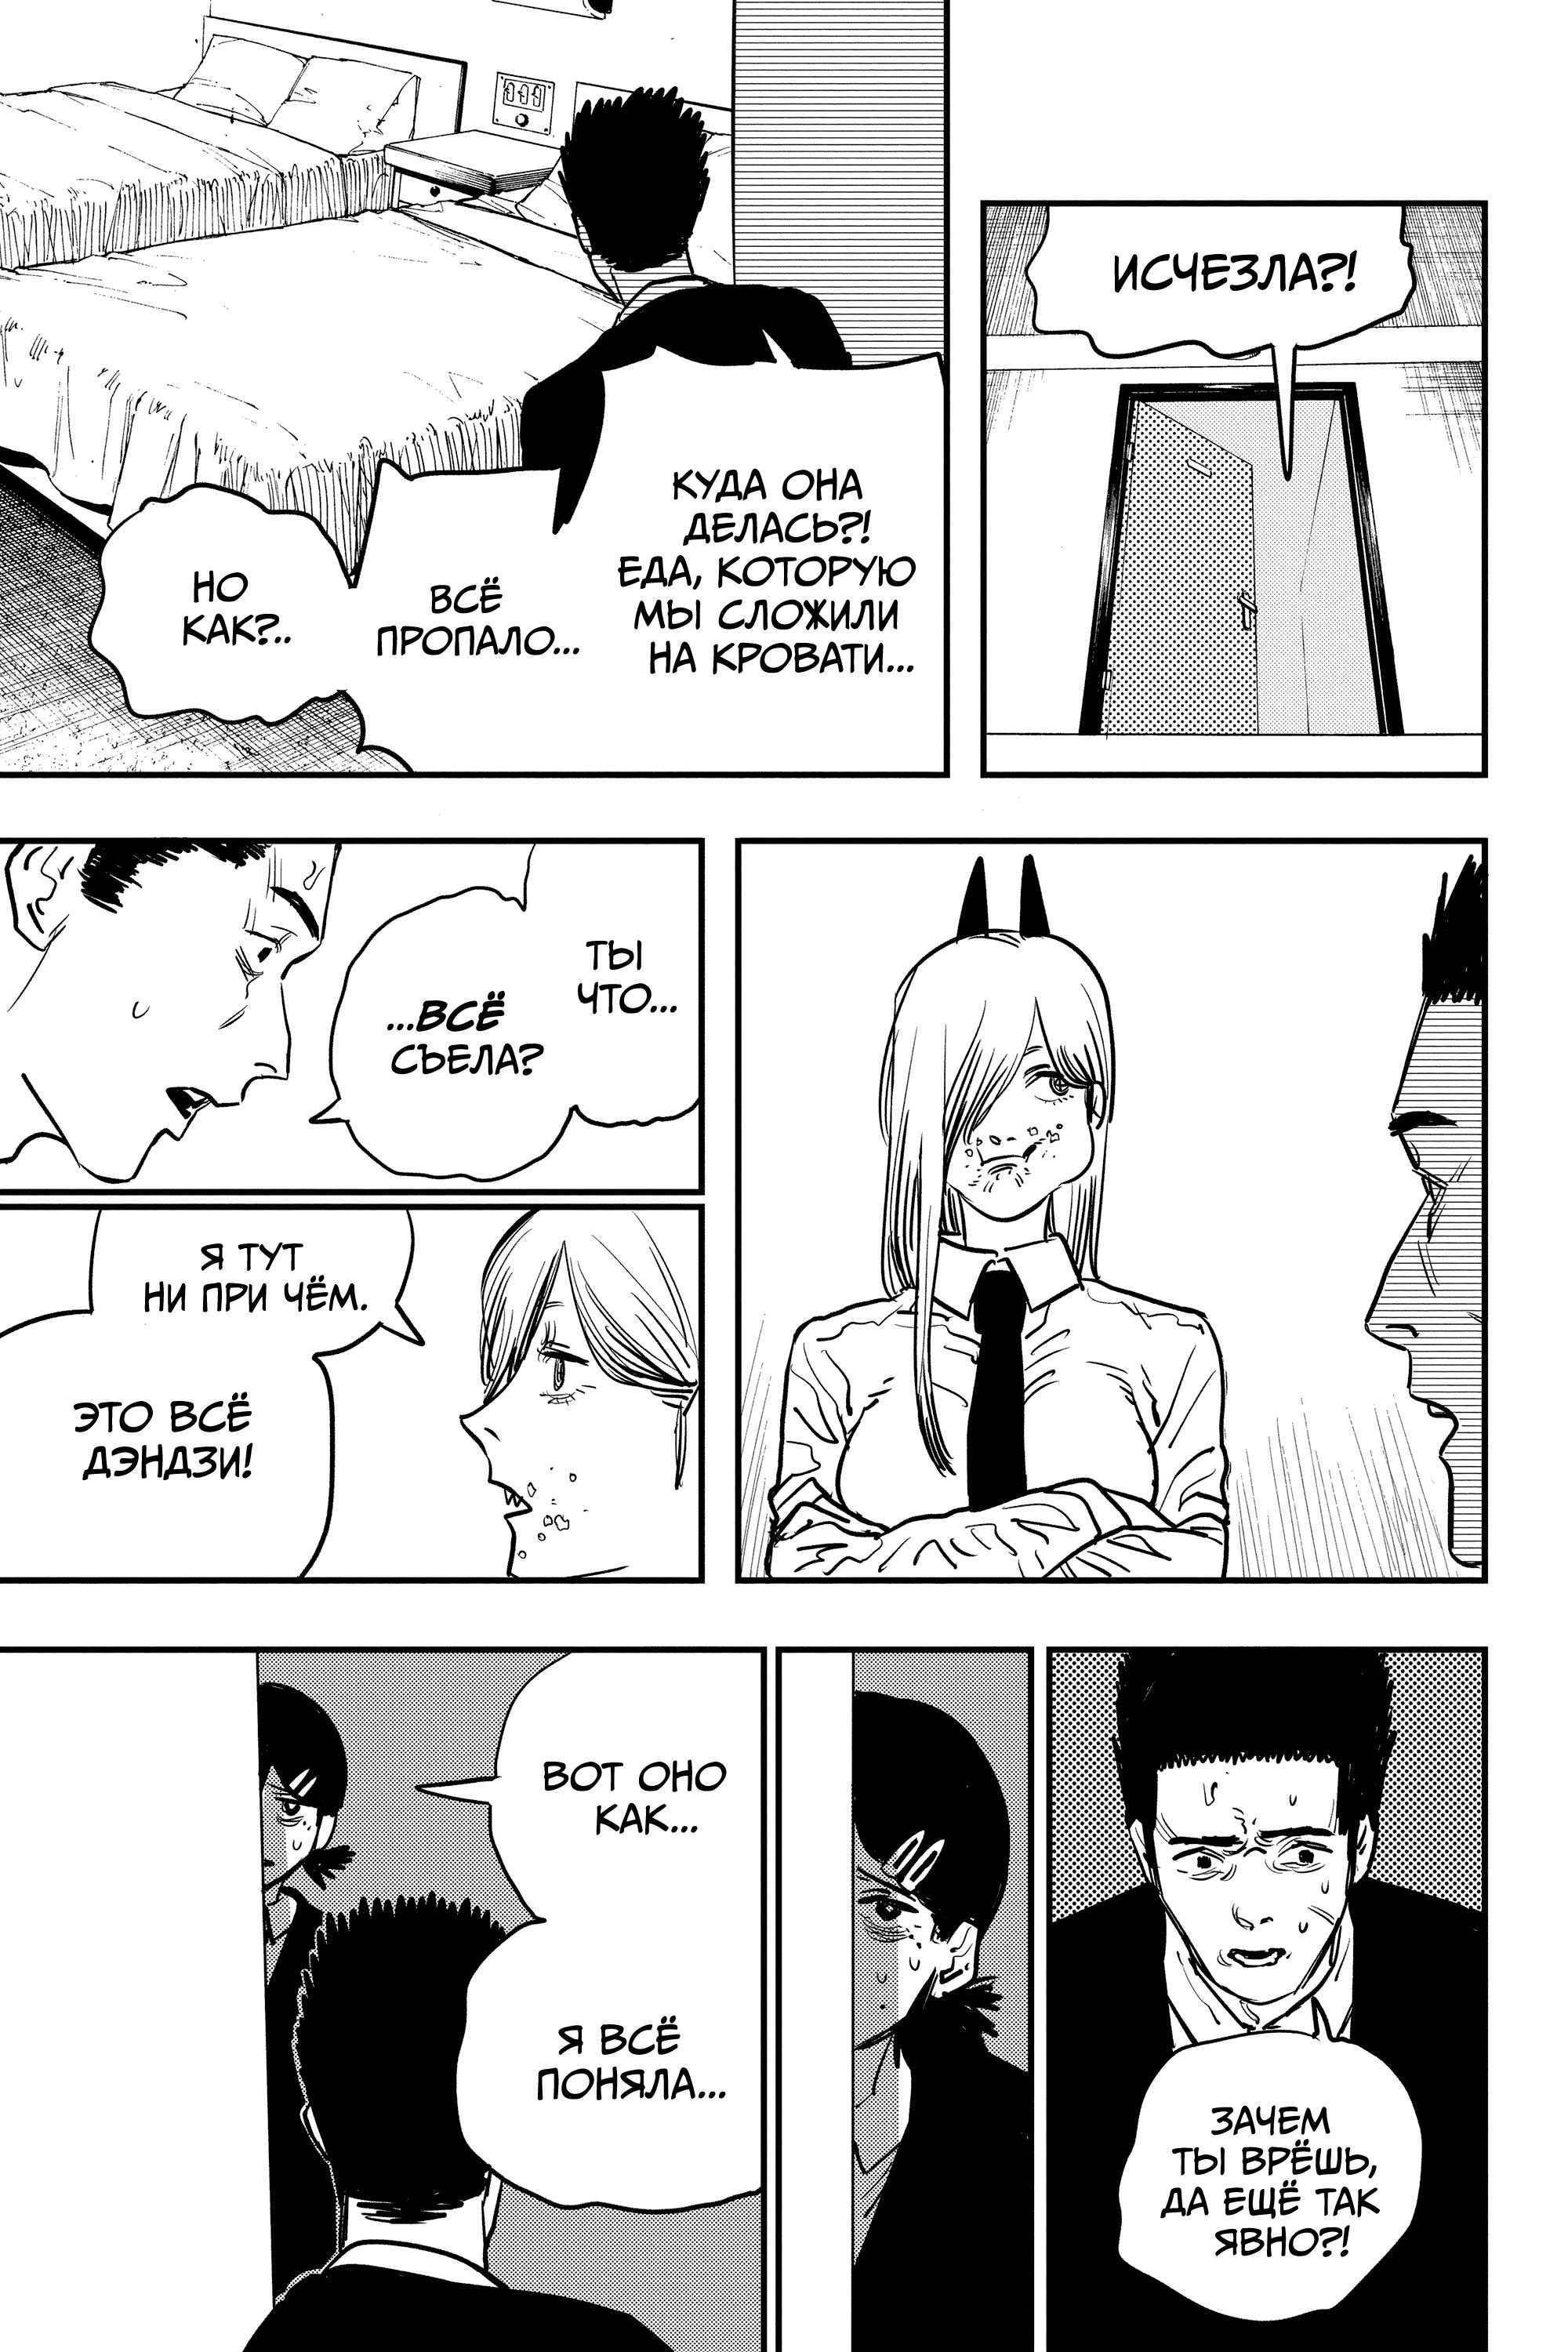 ИСЧЕЗЛА?!
КУДА ОНА
ДЕЛАСЬ?!
ЕДА, КОТОРУЮ
МЫ СЛОЖИЛИ
НА КРОВАТИ...
ВСЁ
ПРОПАЛО...
НО
КАК?..
ТЫ
ЧТО...
...ВСЁ
СЪЕЛА?
Я ТУТ
НИ ПРИ ЧЁМ.
ЭТО ВСЁ
ДЭНДЗИ!
ЗАЧЕМ
ТЫ ВРЁШЬ,
ДА ЕЩЁ ТАК
ЯВНО?!
ВОТ ОНО
КАК...
Я ВСЁ
ПОНЯЛА...